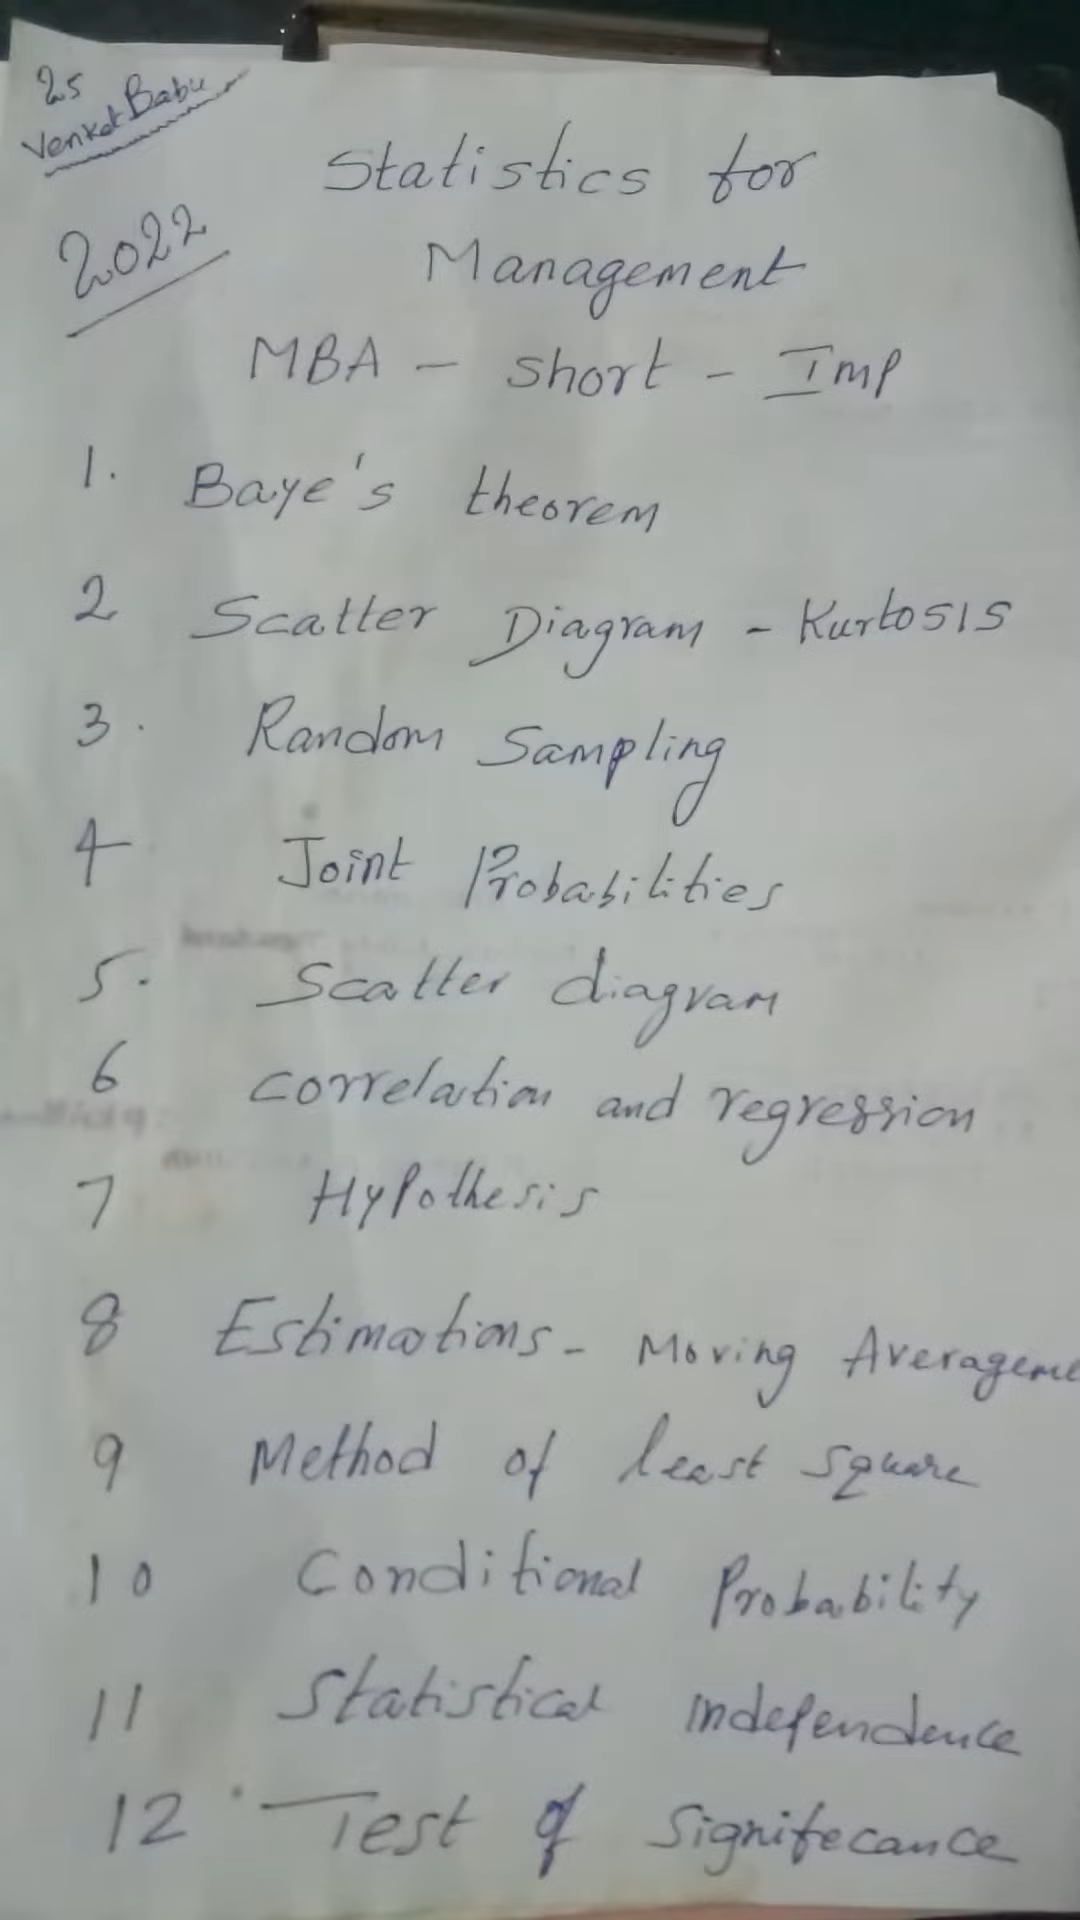 25
Venkat Babu
2022
Statistics for
Management
MBA - Short - Imp
1. Baye's theorem
2 Scatter Diagram - Kurtosis
3. Random Sampling
4 Joint Probabilities
5. Scatter diagram
6 correlation and regression
7 Hypothesis
8 Estimations - Moving Averageme
9 Method of least square
10 Conditional Probability
11 Statistical independence
12 Test of Signifecance